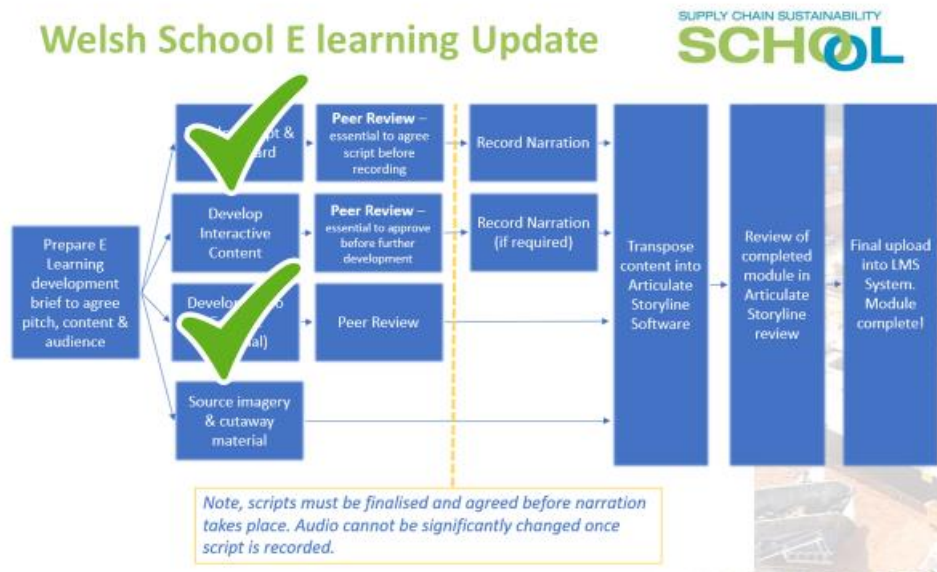 Welsh School E learning Update
SUPPLY CHAIN SUSTAINABILITY
SCHOOL
Prepare E
Learning
development
brief to agree
pitch, content &
audience
&
Peer Review –
essential to agree
script before
recording
Record Narration
Develop
Interactive
Content
Peer Review –
essential to approve
before further
development
Record Narration
(if required)
Peer Review
Source imagery
& cutaway
material
Transpose
content into
Articulate
Storyline
Software
Review of
completed
module in
Articulate
Storyline
review
Final upload
into LMS
System.
Module
complete!
Note, scripts must be finalised and agreed before narration
takes place. Audio cannot be significantly changed once
script is recorded.